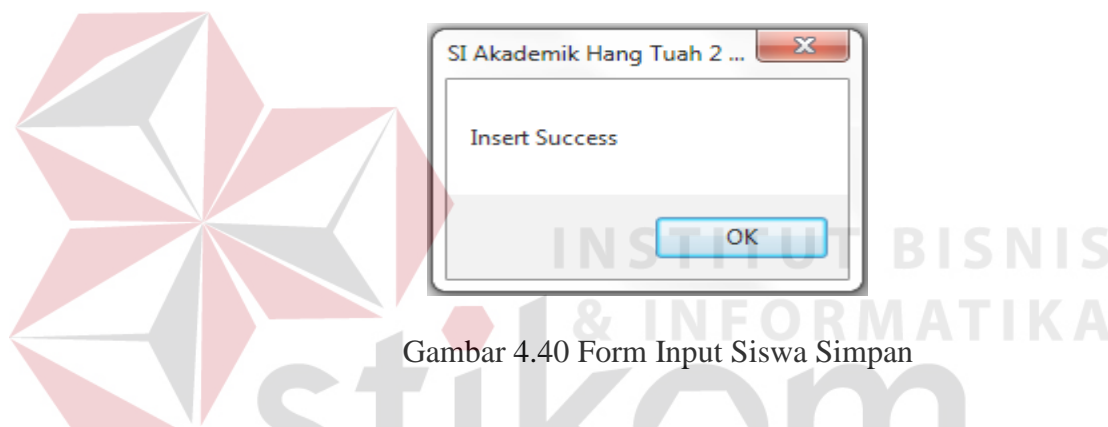 SI Akademik Hang Tuah 2 ...
Insert Success
OK
INSTITUT BISNIS
& INFORMATIKA
Gambar 4.40 Form Input Siswa Simpan
stikom